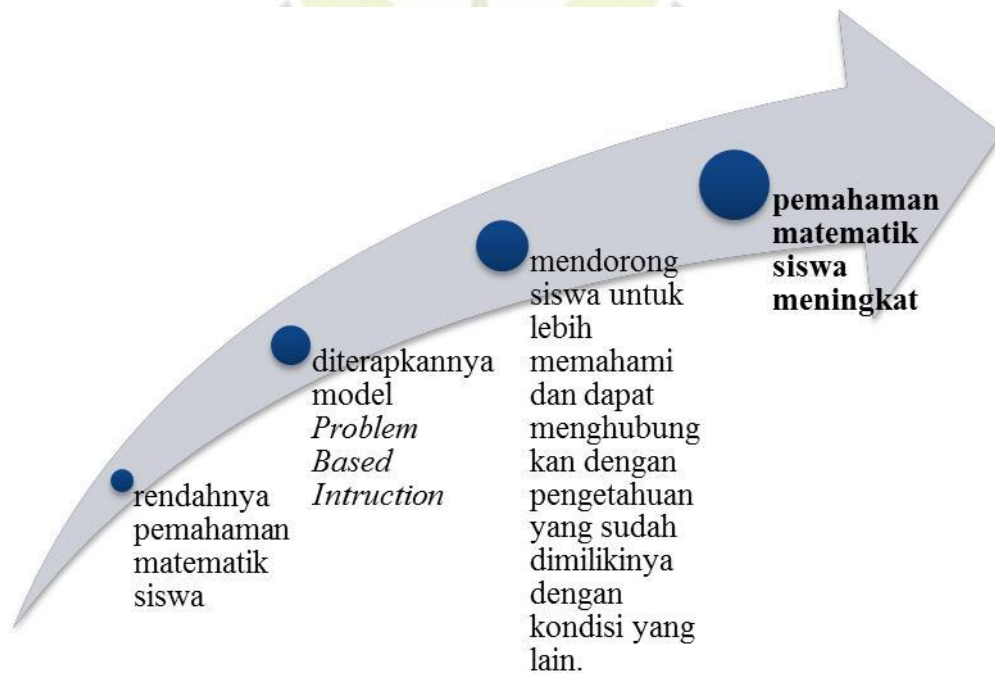 rendahnya
pemahaman
matematik
siswa
diterapkannya
model
Problem
Based
Intruction
mendorong
siswa untuk
lebih
memahami
dan dapat
menghubung
kan dengan
pengetahuan
yang sudah
dimilikinya
dengan
kondisi yang
lain.
pemahaman
matematik
siswa
meningkat